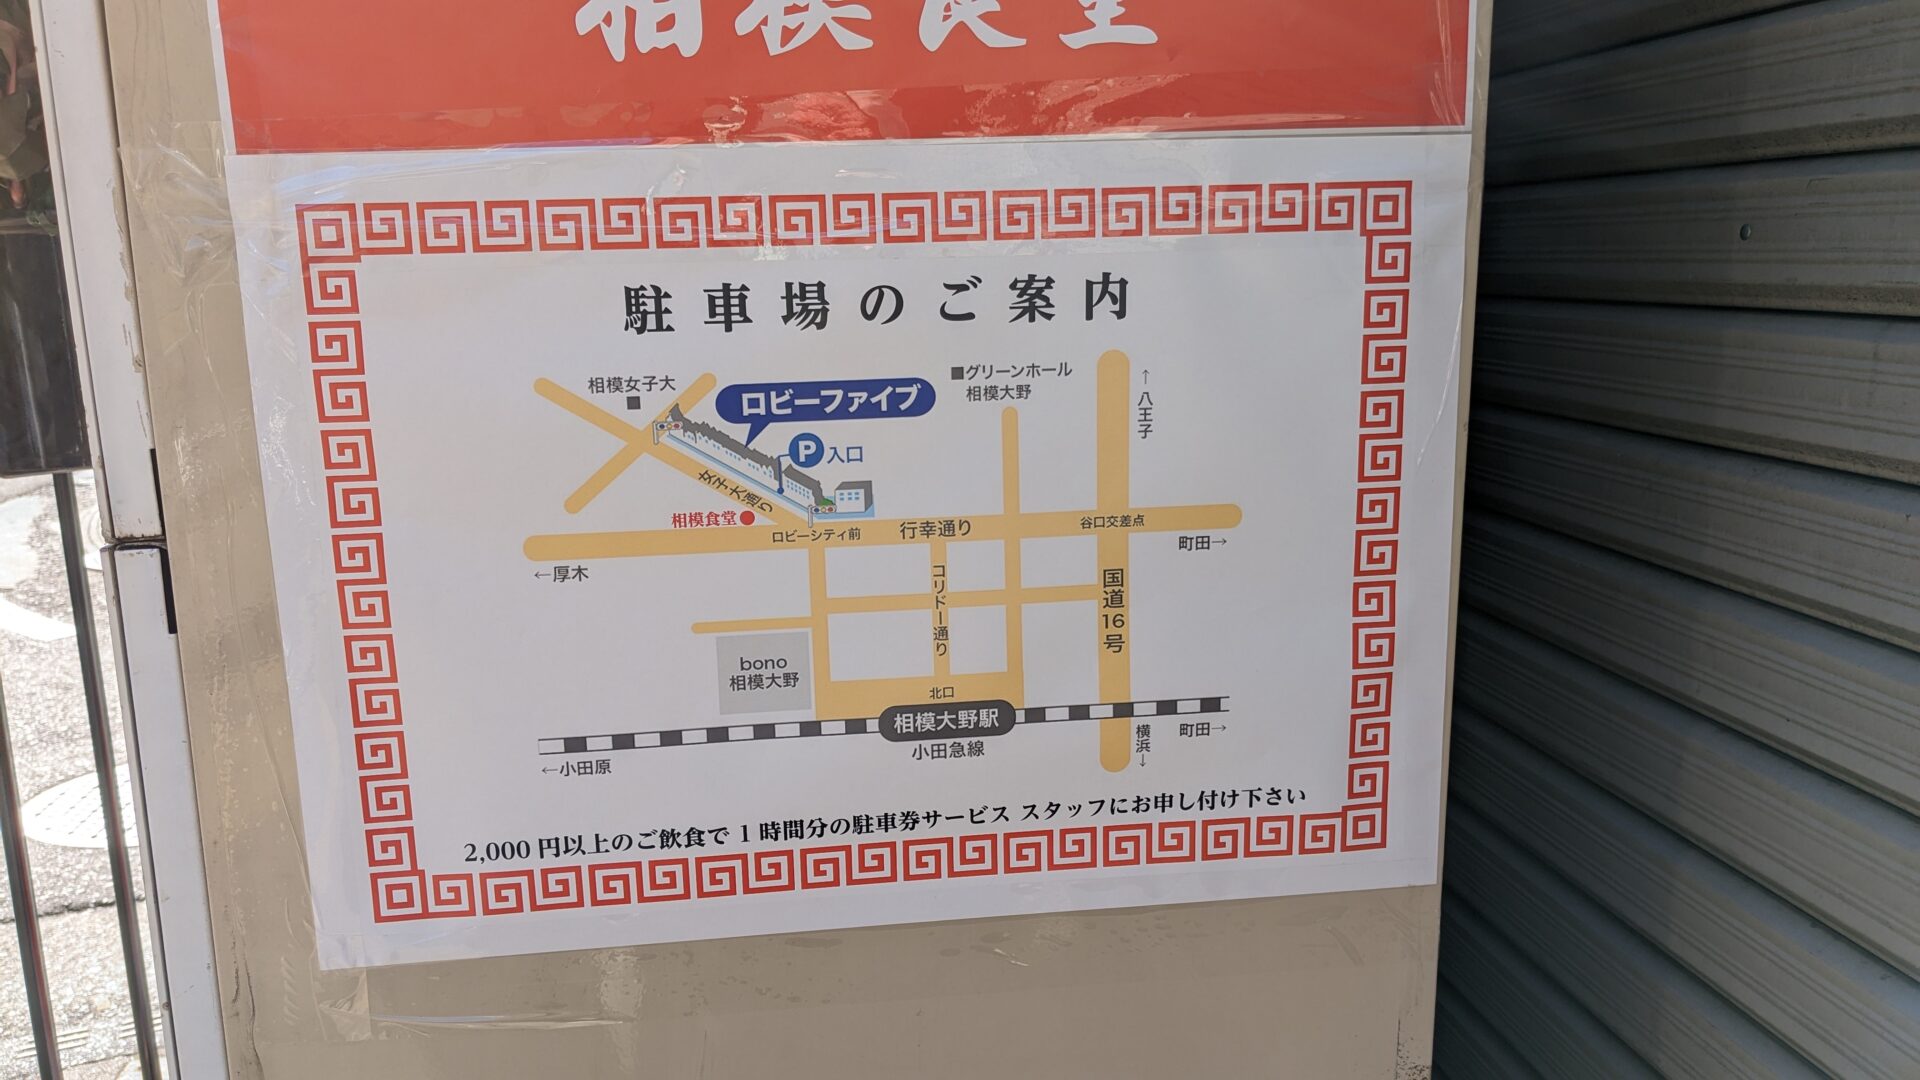 相模食堂
駐車場のご案内
相模女子大
ロビーファイブ
グリーンホール
相模大野
↑八王子
P 入口
女子大通り
相模食堂
ロビーシティ前
行幸通り
谷口交差点
町田→
←厚木
コリドー通り
国道16号
bono
相模大野
北口
相模大野駅
小田急線
横浜↓
町田→
←小田原
2,000円以上のご飲食で1時間分の駐車券サービス スタッフにお申し付け下さい